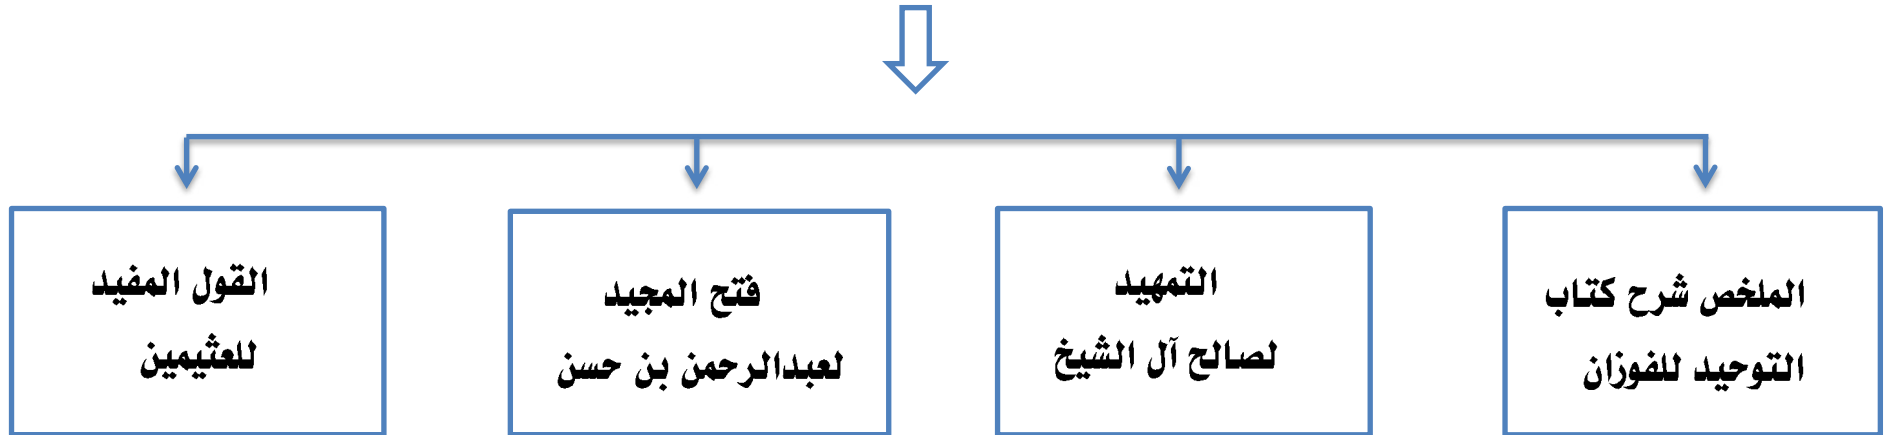 الملخص شرح كتاب
التوحيد للفوزان
التمهيد
لصالح آل الشيخ
فتح المجيد
لعبدالرحمن بن حسن
القول المفيد
للعثيمين